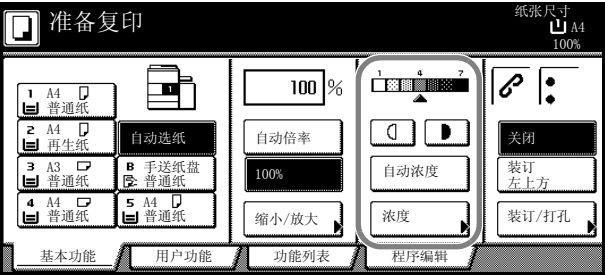 准备复印
纸张尺寸
A4
100%
1 A4
普通纸
2 A4
再生纸
3 A3
普通纸
4 A4
普通纸
1
自动选纸
B 手送纸盘
普通纸
5 A4
普通纸
100 %
自动倍率
100%
缩小/放大
1 4 7
自动浓度
浓度
关闭
装订
左上方
装订/打孔
基本功能
用户功能
功能列表
程序编辑